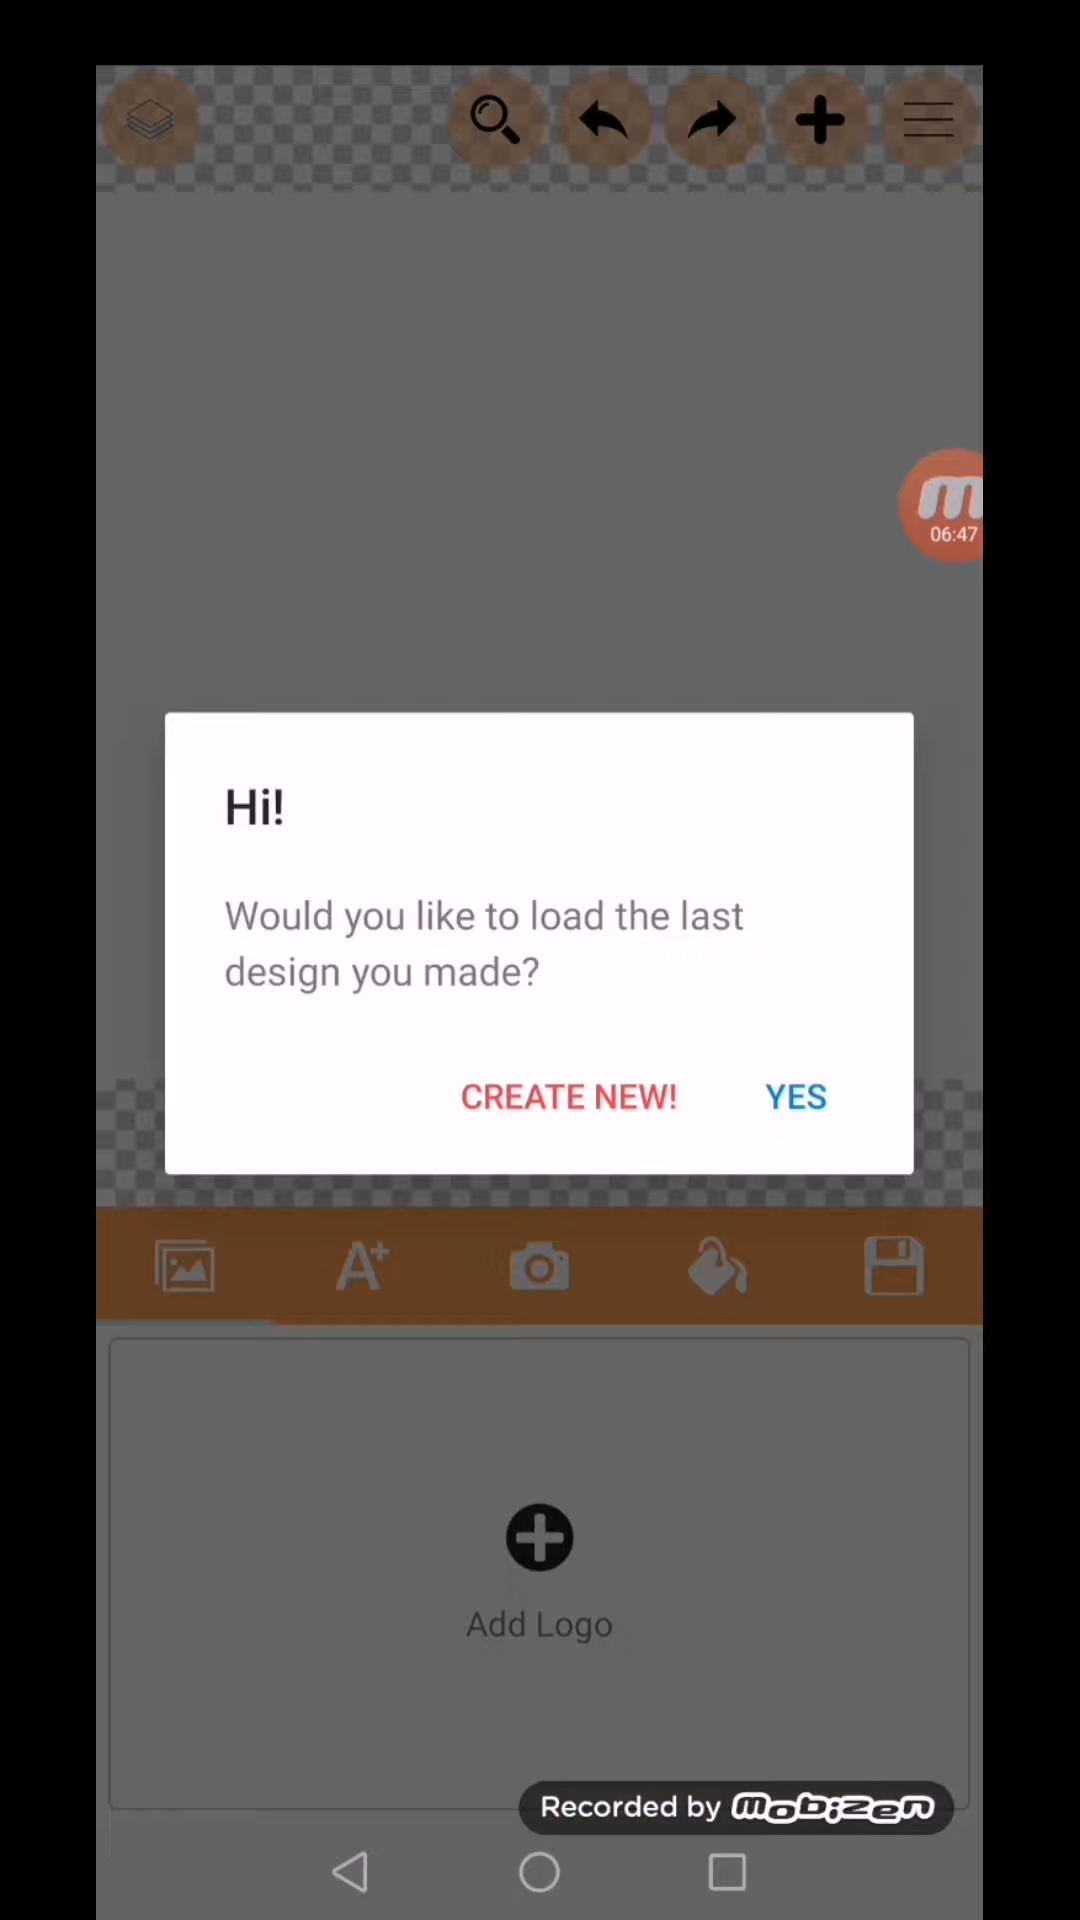 06:47
Hi!
Would you like to load the last
design you made?
CREATE NEW! YES
A+
Add Logo
Recorded by mobizen